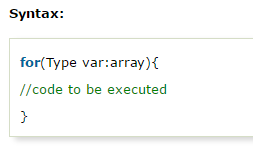 Syntax:
for(Type var:array){
//code to be executed
}